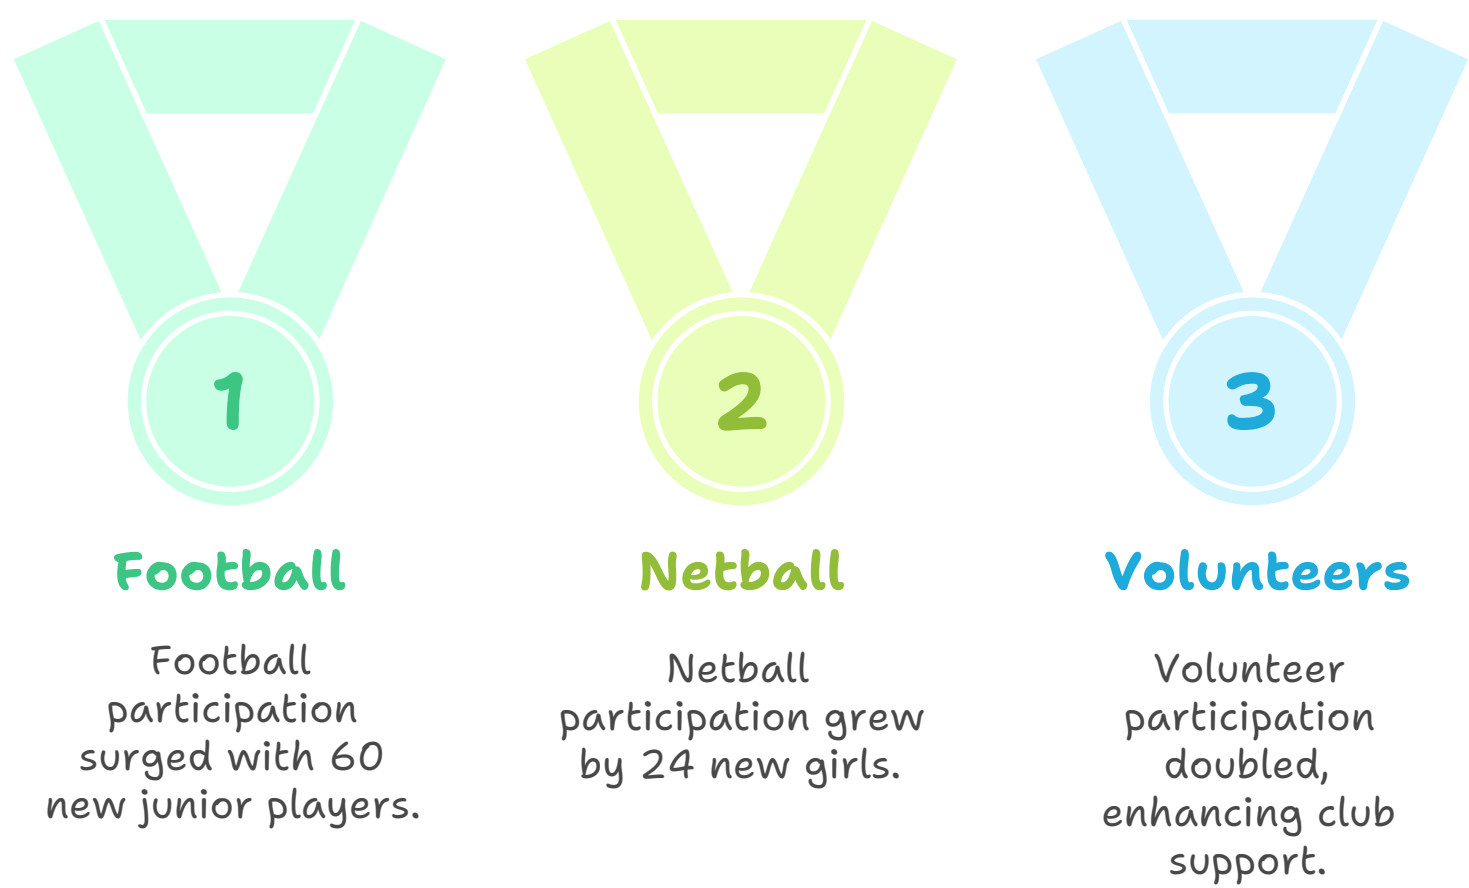 1
2
3
Football
Netball
Volunteers
Football
participation
surged with 60
new junior players.
Netball
participation grew
by 24 new girls.
Volunteer
participation
doubled,
enhancing club
support.